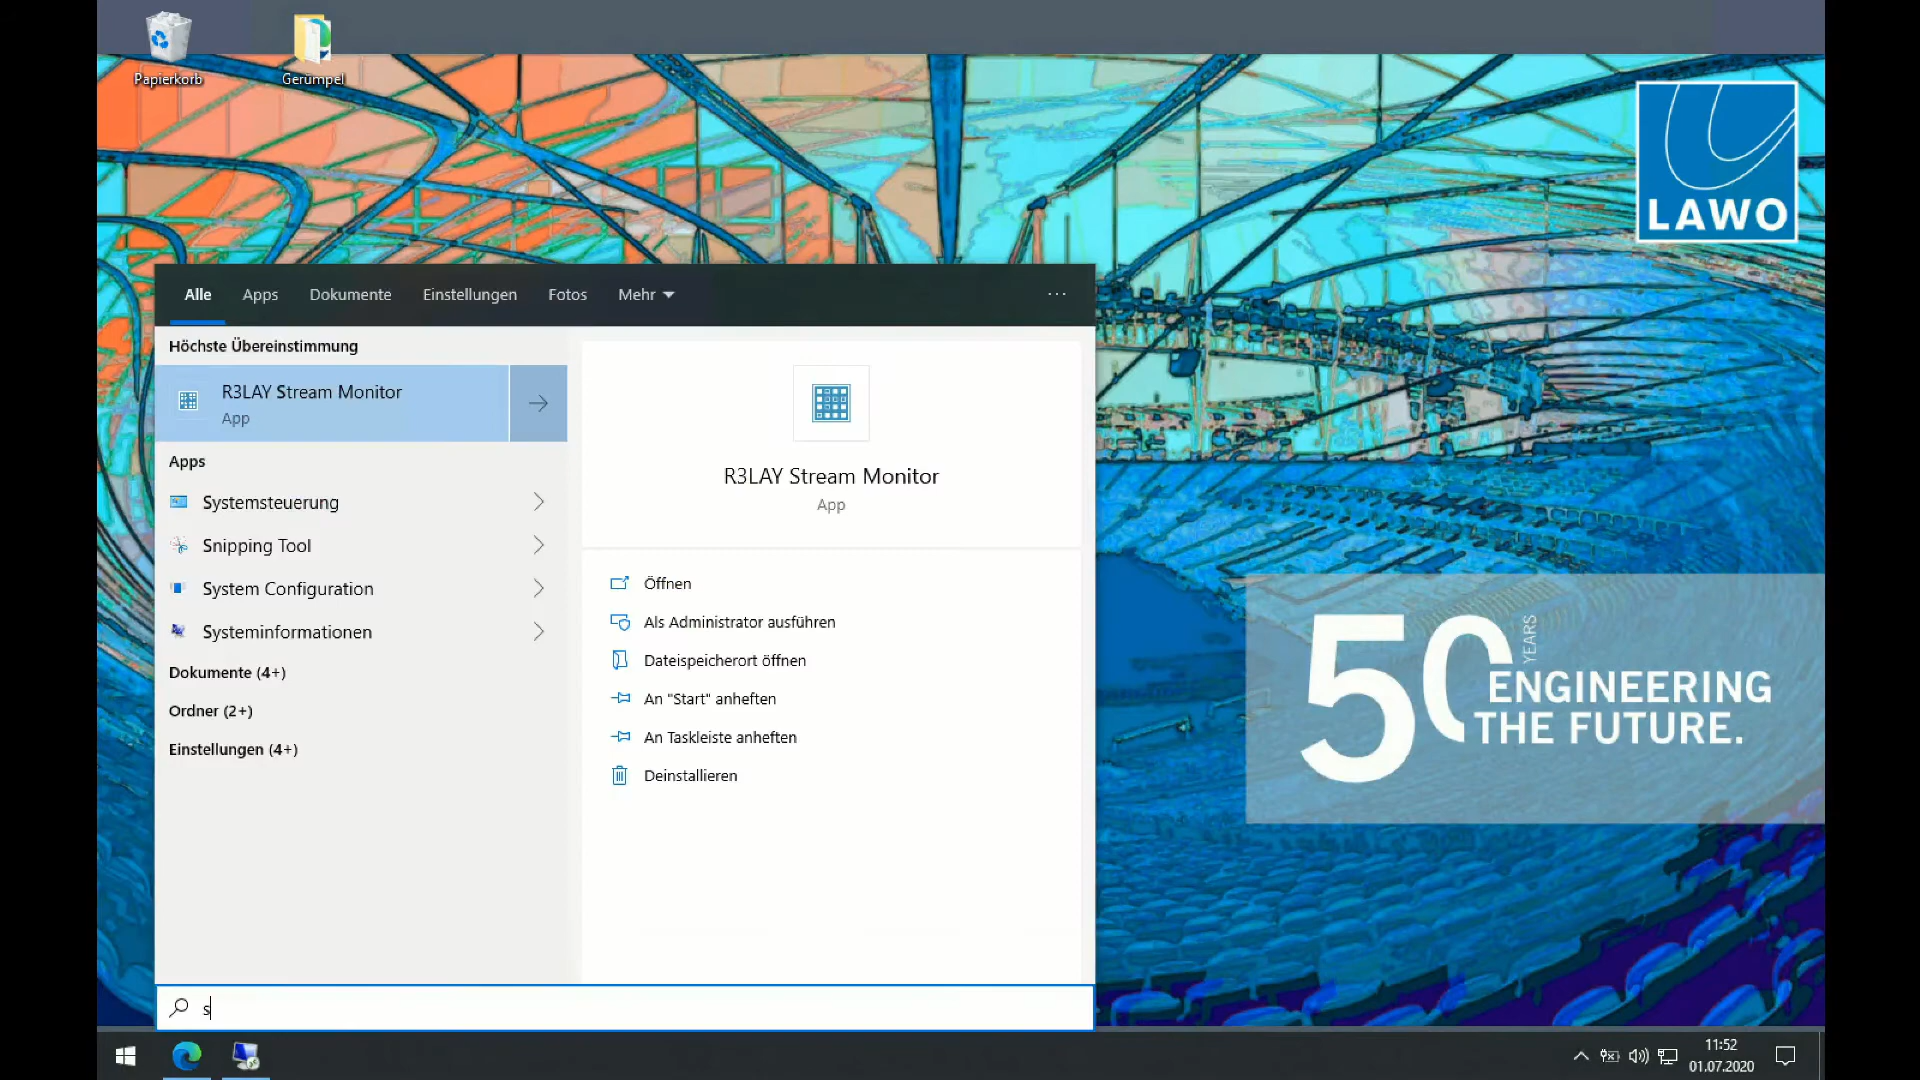 Papierkorb
Gerümpel
LAWO
Alle
Apps
Dokumente
Einstellungen
Fotos
Mehr
...
Höchste Übereinstimmung
R3LAY Stream Monitor
App
Apps
Systemsteuerung
Snipping Tool
System Configuration
Systeminformationen
Dokumente (4+)
Ordner (2+)
Einstellungen (4+)
R3LAY Stream Monitor
App
Öffnen
Als Administrator ausführen
Dateispeicherort öffnen
An "Start" anheften
An Taskleiste anheften
Deinstallieren
50 YEARS
ENGINEERING
THE FUTURE.
s
11:52
01.07.2020